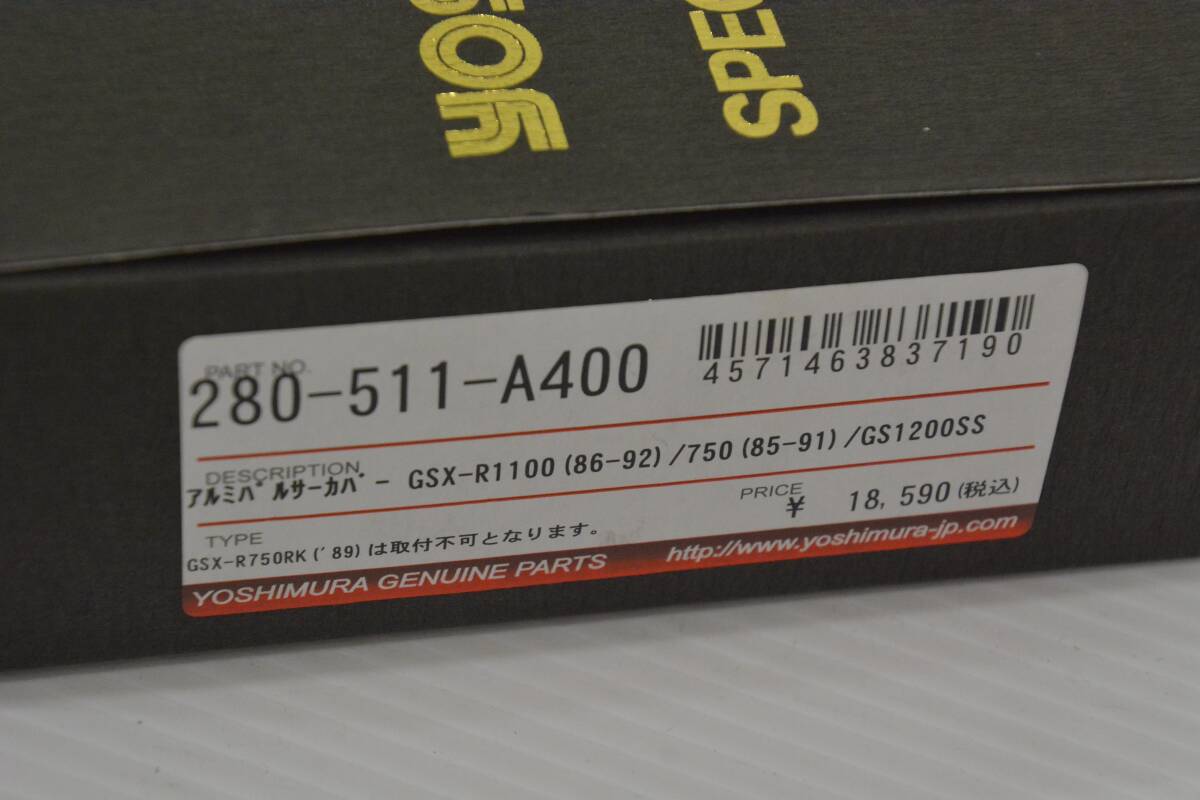 YOS
SPEC
PART NO.
280-511-A400
4571463837190
DESCRIPTION
アルミパルサーカバー GSX-R1100(86-92)/750(85-91)/GS1200SS
TYPE
PRICE
¥ 18,590(税込)
GSX-R750RK('89)は取付不可となります。
YOSHIMURA GENUINE PARTS
http://www.yoshimura-jp.com